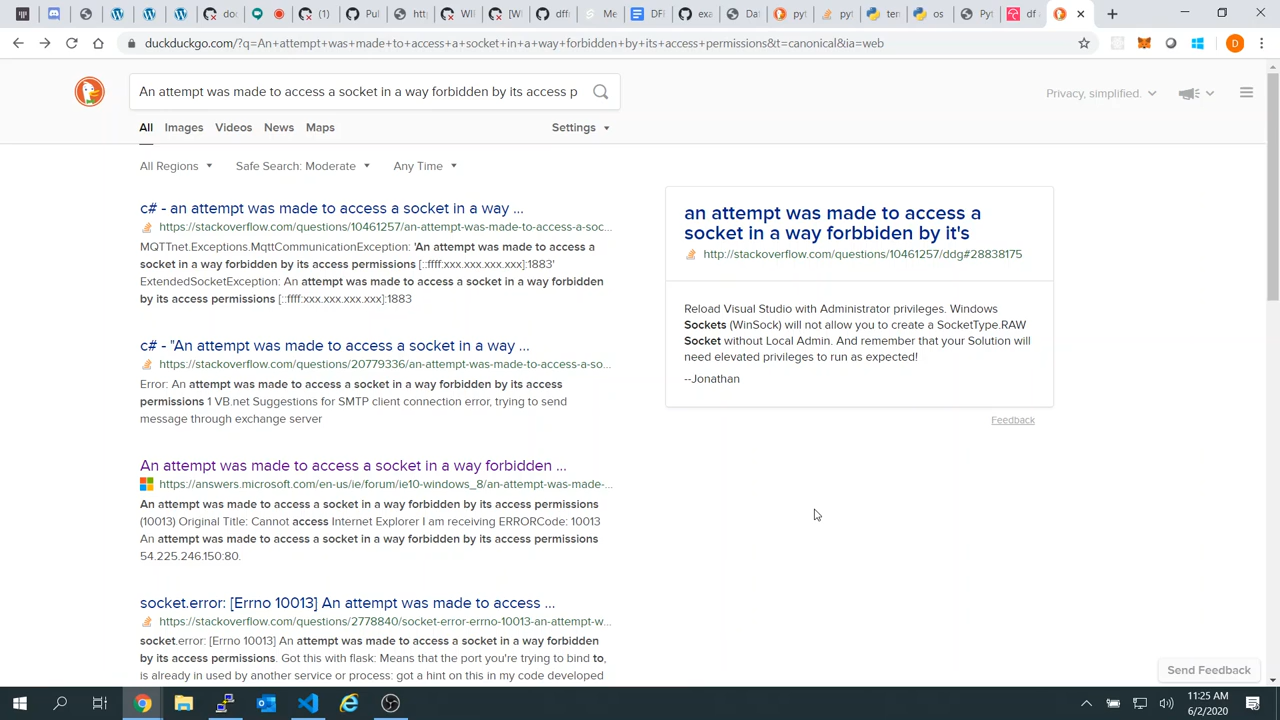 do
(1)
Pul
http
WI
[W
dffr
Me
DFI
exa
Dat
pyt
pyt
ter
os
Pyt
df
duckduckgo.com/?q=An+attempt+was+made+to+access+a+socket+in+a+way+forbidden+by+its+access+permissions&t=canonical&ia=web
D
An attempt was made to access a socket in a way forbidden by its access p
Privacy, simplified.
All Images Videos News Maps Settings
All Regions Safe Search: Moderate Any Time
c# - an attempt was made to access a socket in a way ...
https://stackoverflow.com/questions/10461257/an-attempt-was-made-to-access-a-soc...
MQTTnet.Exceptions.MqttCommunicationException: 'An attempt was made to access a
socket in a way forbidden by its access permissions [::ffff:xxx.xxx.xxx.xxx]:1883'
ExtendedSocketException: An attempt was made to access a socket in a way forbidden
by its access permissions [::ffff:xxx.xxx.xxx.xxx]:1883
c# - "An attempt was made to access a socket in a way ...
https://stackoverflow.com/questions/20779336/an-attempt-was-made-to-access-a-so...
Error: An attempt was made to access a socket in a way forbidden by its access
permissions 1 VB.net Suggestions for SMTP client connection error, trying to send
message through exchange server
An attempt was made to access a socket in a way forbidden ...
https://answers.microsoft.com/en-us/ie/forum/ie10-windows_8/an-attempt-was-made-...
An attempt was made to access a socket in a way forbidden by its access permissions
(10013) Original Title: Cannot access Internet Explorer I am receiving ERRORCode: 10013
An attempt was made to access a socket in a way forbidden by its access permissions
54.225.246.150:80.
socket.error: [Errno 10013] An attempt was made to access ...
https://stackoverflow.com/questions/2778840/socket-error-errno-10013-an-attempt-w...
socket.error: [Errno 10013] An attempt was made to access a socket in a way forbidden
by its access permissions. Got this with flask: Means that the port you're trying to bind to,
is already in used by another service or process: got a hint on this in my code developed
an attempt was made to access a
socket in a way forbbiden by it's
http://stackoverflow.com/questions/10461257/ddg#28838175
Reload Visual Studio with Administrator privileges. Windows
Sockets (WinSock) will not allow you to create a SocketType.RAW
Socket without Local Admin. And remember that your Solution will
need elevated privileges to run as expected!
--Jonathan
Feedback
Send Feedback
11:25 AM
6/2/2020